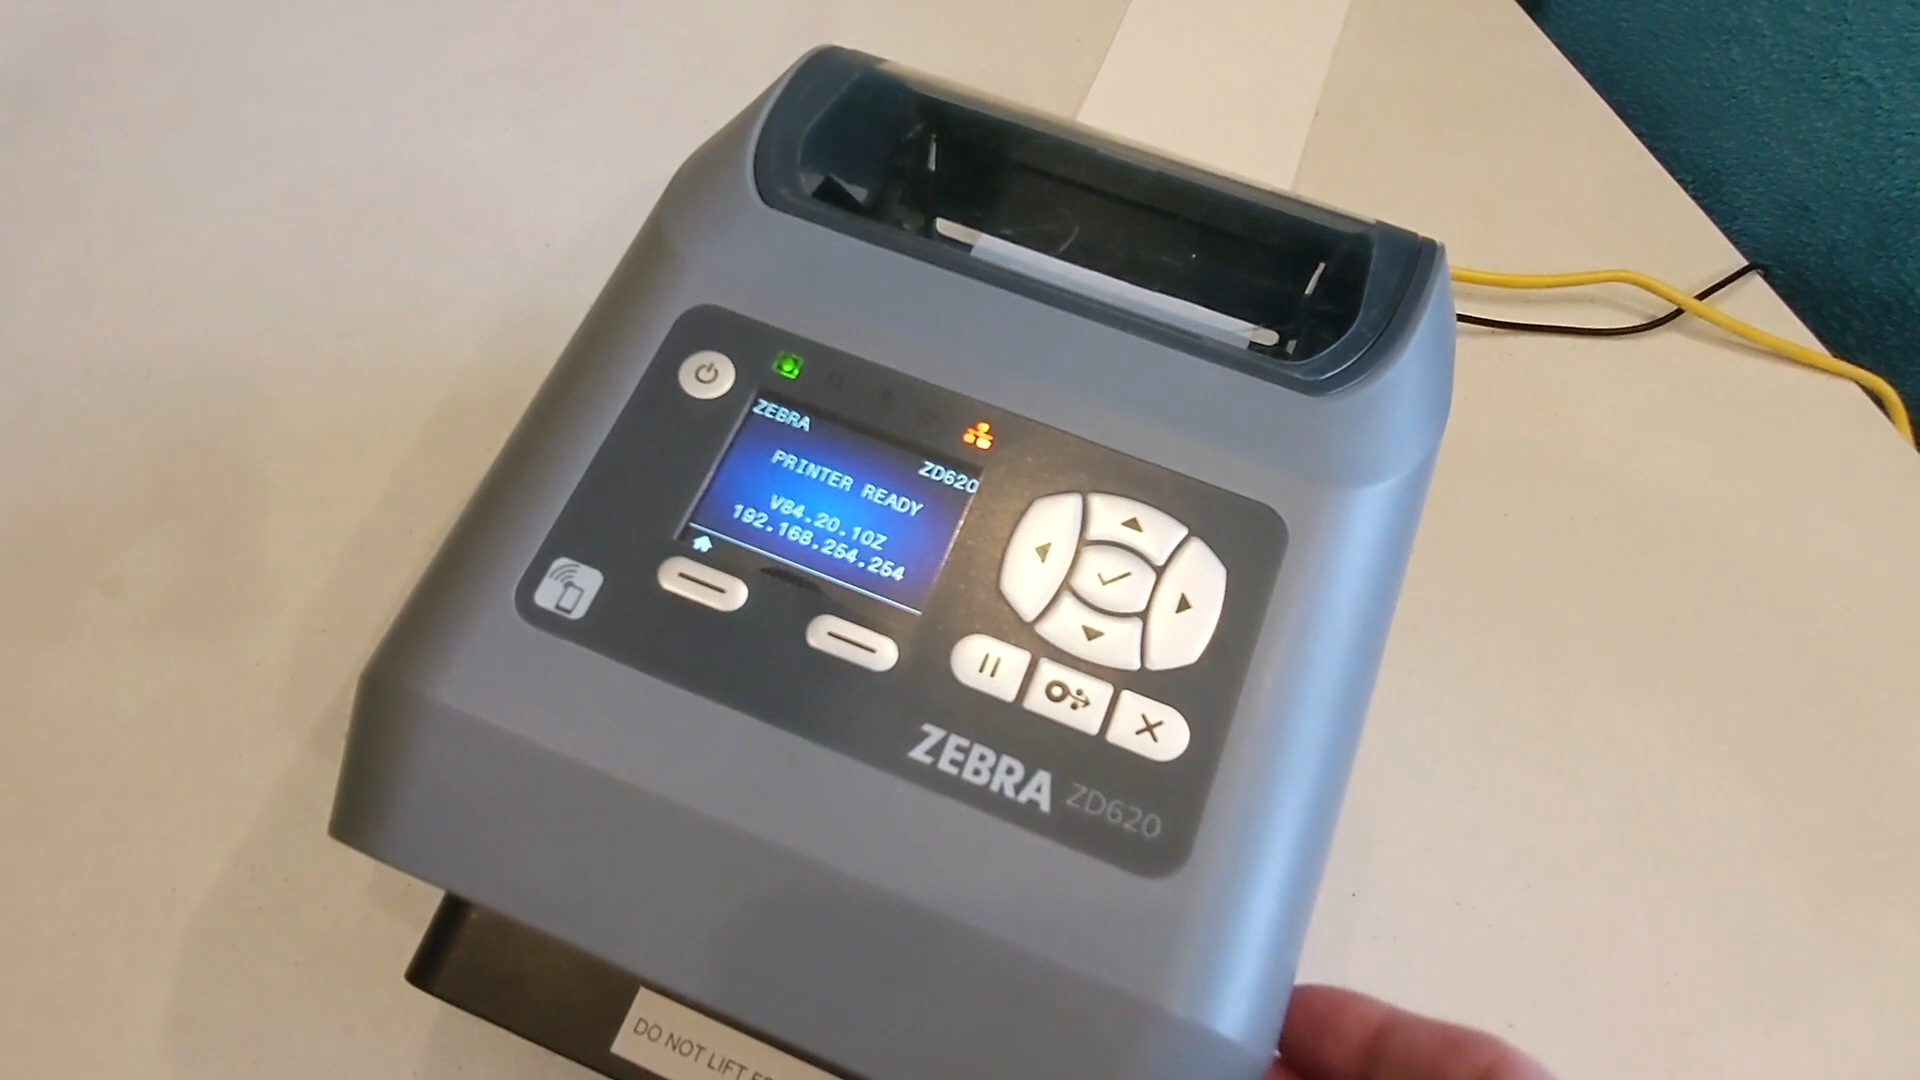 ZEBRA
ZD620
PRINTER READY
V84.20.10Z
192.168.254.254
ZEBRA ZD620
DO NOT LIFT